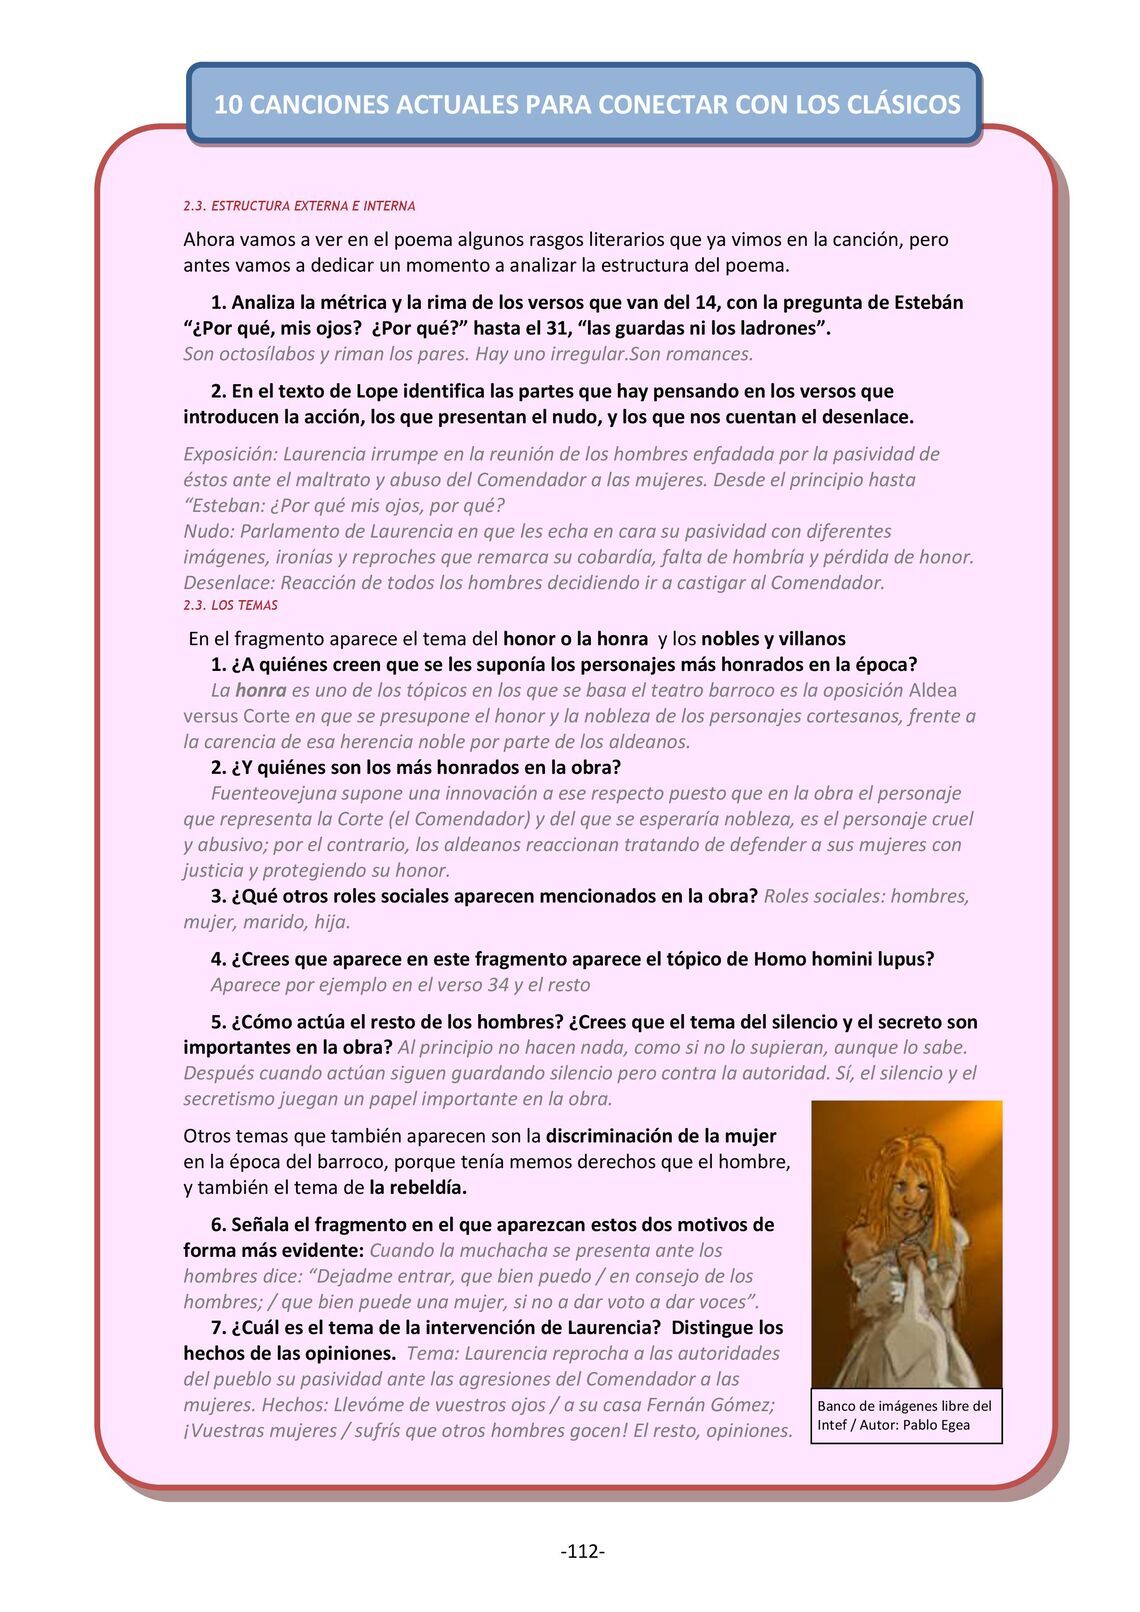 10 CANCIONES ACTUALES PARA CONECTAR CON LOS CLÁSICOS
2.3. ESTRUCTURA EXTERNA E INTERNA
Ahora vamos a ver en el poema algunos rasgos literarios que ya vimos en la canción, pero
antes vamos a dedicar un momento a analizar la estructura del poema.
1. Analiza la métrica y la rima de los versos que van del 14, con la pregunta de Estebán
“¿Por qué, mis ojos? ¿Por qué?” hasta el 31, “las guardas ni los ladrones”.
Son octosílabos y riman los pares. Hay uno irregular.Son romances.
2. En el texto de Lope identifica las partes que hay pensando en los versos que
introducen la acción, los que presentan el nudo, y los que nos cuentan el desenlace.
Exposición: Laurencia irrumpe en la reunión de los hombres enfadada por la pasividad de
éstos ante el maltrato y abuso del Comendador a las mujeres. Desde el principio hasta
“Esteban: ¿Por qué mis ojos, por qué?
Nudo: Parlamento de Laurencia en que les echa en cara su pasividad con diferentes
imágenes, ironías y reproches que remarca su cobardía, falta de hombría y pérdida de honor.
Desenlace: Reacción de todos los hombres decidiendo ir a castigar al Comendador.
2.3. LOS TEMAS
En el fragmento aparece el tema del honor o la honra y los nobles y villanos
1. ¿A quiénes creen que se les suponía los personajes más honrados en la época?
La honra es uno de los tópicos en los que se basa el teatro barroco es la oposición Aldea
versus Corte en que se presupone el honor y la nobleza de los personajes cortesanos, frente a
la carencia de esa herencia noble por parte de los aldeanos.
2. ¿Y quiénes son los más honrados en la obra?
Fuenteovejuna supone una innovación a ese respecto puesto que en la obra el personaje
que representa la Corte (el Comendador) y del que se esperaría nobleza, es el personaje cruel
y abusivo; por el contrario, los aldeanos reaccionan tratando de defender a sus mujeres con
justicia y protegiendo su honor.
3. ¿Qué otros roles sociales aparecen mencionados en la obra? Roles sociales: hombres,
mujer, marido, hija.
4. ¿Crees que aparece en este fragmento aparece el tópico de Homo homini lupus?
Aparece por ejemplo en el verso 34 y el resto
5. ¿Cómo actúa el resto de los hombres? ¿Crees que el tema del silencio y el secreto son
importantes en la obra? Al principio no hacen nada, como si no lo supieran, aunque lo sabe.
Después cuando actúan siguen guardando silencio pero contra la autoridad. Sí, el silencio y el
secretismo juegan un papel importante en la obra.
Otros temas que también aparecen son la discriminación de la mujer
en la época del barroco, porque tenía memos derechos que el hombre,
y también el tema de la rebeldía.
6. Señala el fragmento en el que aparezcan estos dos motivos de
forma más evidente: Cuando la muchacha se presenta ante los
hombres dice: “Dejadme entrar, que bien puedo / en consejo de los
hombres; / que bien puede una mujer, si no a dar voto a dar voces”.
7. ¿Cuál es el tema de la intervención de Laurencia? Distingue los
hechos de las opiniones. Tema: Laurencia reprocha a las autoridades
del pueblo su pasividad ante las agresiones del Comendador a las
mujeres. Hechos: Llevóme de vuestros ojos / a su casa Fernán Gómez;
¡Vuestras mujeres / sufrís que otros hombres gocen! El resto, opiniones.
Banco de imágenes libre del
Intef / Autor: Pablo Egea
-112-